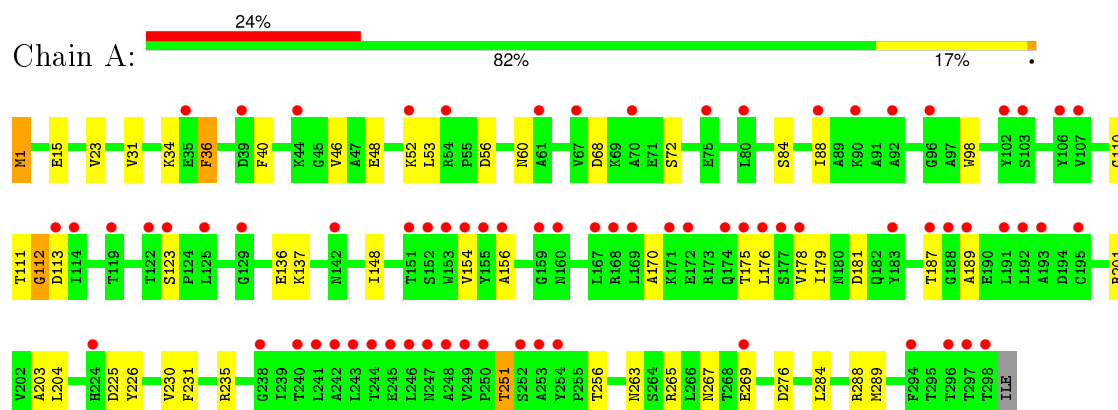 24%
Chain A:
82% 17% •
M1 E15 V23 V31 K34 E35 F36 D39 F40 K44 G45 V46 A47 E48 K52 L53 R54 P55 D56 N60 A61 V67 D68 K69 A70 E71 S72 E75 L80 S84 I88 A89 K90 A91 A92 G96 A97 W98 Y102 S103 Y106 V107
T111 G112 D113 I114 T119 T122 S123 P124 L125 G129 E136 K137 N142 I148 T151 S152 W153 V154 Y155 A156 G159 N160 L167 R168 L169 A170 K171 E172 R173 Q174 T175 L176 S177 V178 I179 N180 D181 Q182 Y183 T187 G188 A189 E190 L191 L192 A193 D194 C195
V202 A203 L204 H224 D225 Y226 V230 F231 R235 G238 I239 T240 L241 A242 L243 T244 E245 L246 N247 A248 V249 P250 T251 S252 A253 Y254 P255 T256 N263 S264 R265 L266 N267 T268 E269 D276 L284 R288 M289 F294 T295 T296 T297 T298 ILE